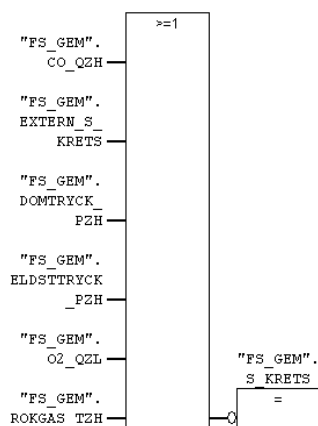 >=1
"FS_GEM".
CO_QZH
"FS_GEM".
EXTERN_S_
KRETS
"FS_GEM".
DOMTRYCK_
PZH
"FS_GEM".
ELDSTTRYCK
_PZH
"FS_GEM".
O2_QZL
"FS_GEM".
ROKGAS_TZH
"FS_GEM".
S_KRETS
=